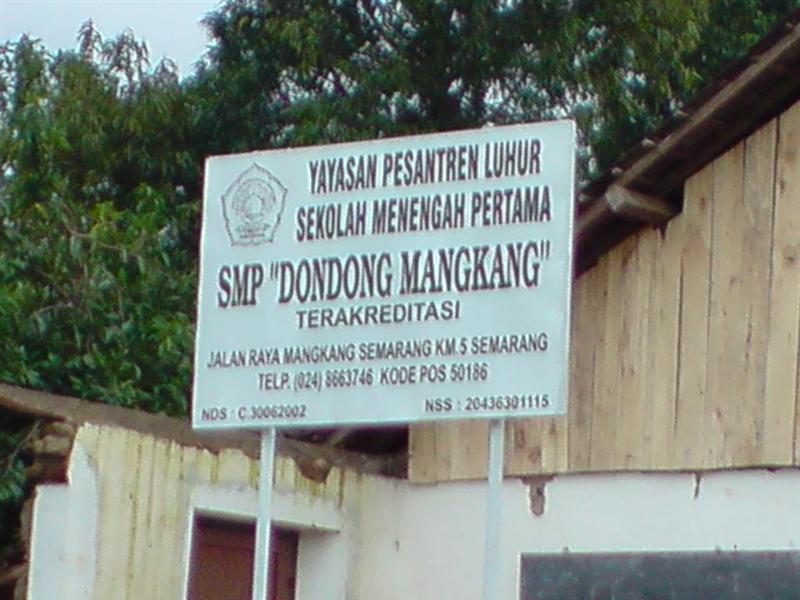 YAYASAN PESANTREN LUHUR
SEKOLAH MENENGAH PERTAMA
SMP "DONDONG MANGKANG"
TERAKREDITASI
JALAN RAYA MANGKANG SEMARANG KM.5 SEMARANG
TELP. (024) 8663746 KODE POS 50186
NDS : C.30062002 NSS : 20436301115